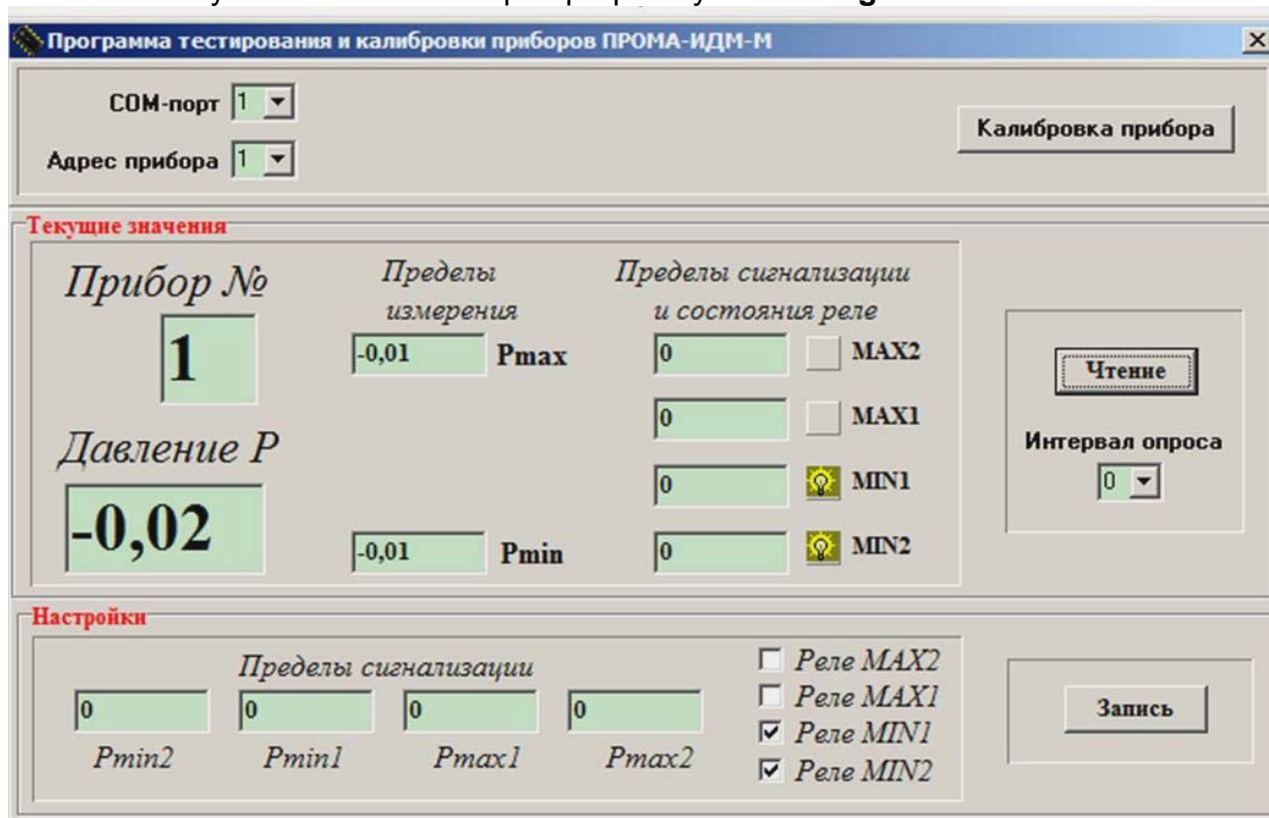 Программа тестирования и калибровки приборов ПРОМА-ИДМ-М
COM-порт 1
Калибровка прибора
Адрес прибора 1
Текущие значения
Прибор №
1
Давление P
-0,02
Пределы
измерения
-0,01 Pmax
-0,01 Pmin
Пределы сигнализации
и состояния реле
0 MAX2
0 MAX1
0 MIN1
0 MIN2
Чтение
Интервал опроса
0
Настройки
Пределы сигнализации
0 0 0 0
Pmin2 Pmin1 Pmax1 Pmax2
Реле MAX2
Реле MAX1
Реле MIN1
Реле MIN2
Запись